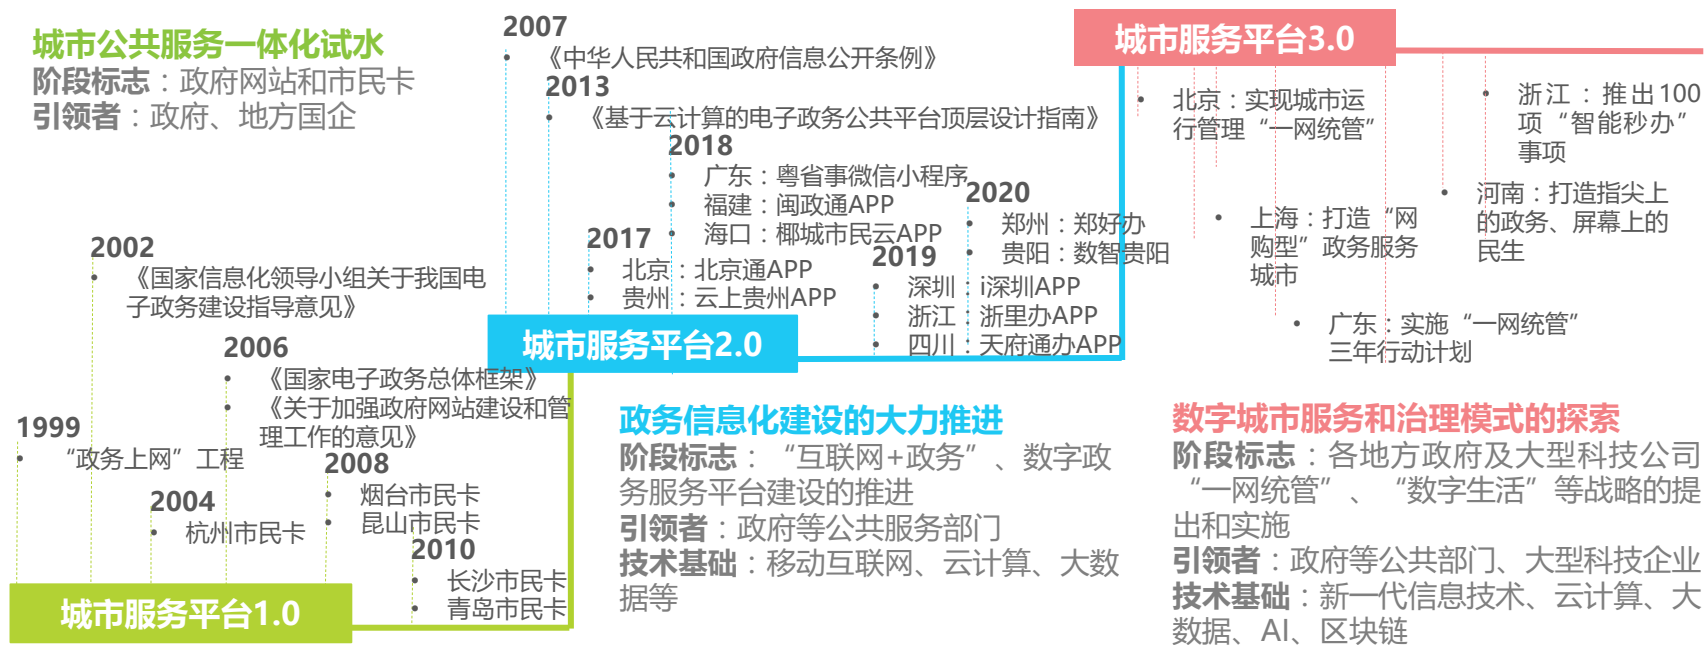 城市公共服务一体化试水
阶段标志：政府网站和市民卡
引领者：政府、地方国企
1999
• “政务上网”工程
2002
• 《国家信息化领导小组关于我国电
子政务建设指导意见》
2004
• 杭州市民卡
2006
• 《国家电子政务总体框架》
• 《关于加强政府网站建设和管
理工作的意见》
2008
• 烟台市民卡
• 昆山市民卡
2010
• 长沙市民卡
• 青岛市民卡
城市服务平台1.0
2007
• 《中华人民共和国政府信息公开条例》
2013
• 《基于云计算的电子政务公共平台顶层设计指南》
2017
• 北京：北京通APP
• 贵州：云上贵州APP
2018
• 广东：粤省事微信小程序
• 福建：闽政通APP
• 海口：椰城市民云APP
2019
• 深圳：i深圳APP
• 浙江：浙里办APP
• 四川：天府通办APP
2020
• 郑州：郑好办
• 贵阳：数智贵阳
城市服务平台2.0
政务信息化建设的大力推进
阶段标志：“互联网+政务”、数字政
务服务平台建设的推进
引领者：政府等公共服务部门
技术基础：移动互联网、云计算、大数
据等
城市服务平台3.0
• 北京：实现城市运
行管理“一网统管”
• 上海：打造“网
购型”政务服务
城市
• 广东：实施“一网统管”
三年行动计划
• 河南：打造指尖上
的政务、屏幕上的
民生
• 浙江：推出100
项“智能秒办”
事项
数字城市服务和治理模式的探索
阶段标志：各地方政府及大型科技公司
“一网统管”、“数字生活”等战略的提
出和实施
引领者：政府等公共部门、大型科技企业
技术基础：新一代信息技术、云计算、大
数据、AI、区块链